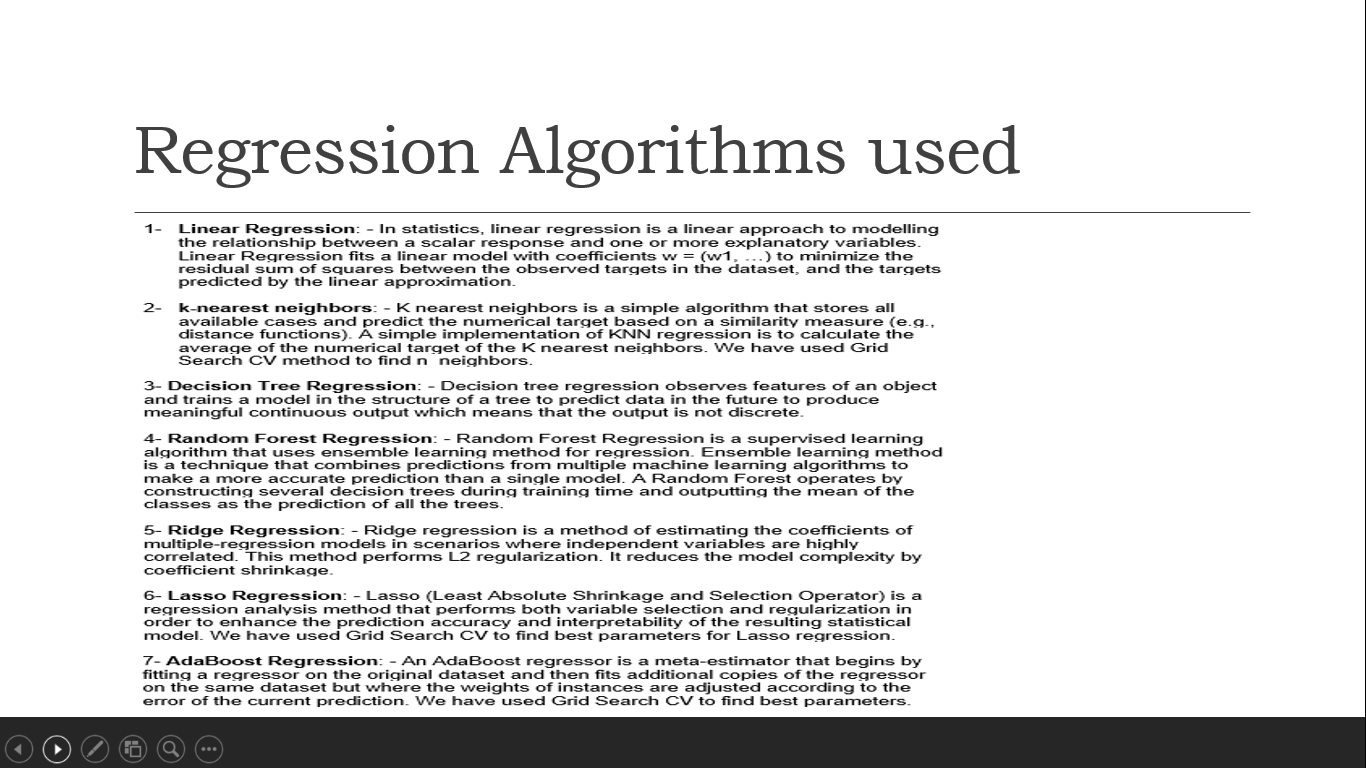 Regression Algorithms used
1- Linear Regression: - In statistics, linear regression is a linear approach to modelling
the relationship between a scalar response and one or more explanatory variables.
Linear Regression fits a linear model with coefficients w = (w1, ...) to minimize the
residual sum of squares between the observed targets in the dataset, and the targets
predicted by the linear approximation.
2- k-nearest neighbors: - K nearest neighbors is a simple algorithm that stores all
available cases and predict the numerical target based on a similarity measure (e.g.,
distance functions). A simple implementation of KNN regression is to calculate the
average of the numerical target of the K nearest neighbors. We have used Grid
Search CV method to find n neighbors.
3- Decision Tree Regression: - Decision tree regression observes features of an object
and trains a model in the structure of a tree to predict data in the future to produce
meaningful continuous output which means that the output is not discrete.
4- Random Forest Regression: - Random Forest Regression is a supervised learning
algorithm that uses ensemble learning method for regression. Ensemble learning method
is a technique that combines predictions from multiple machine learning algorithms to
make a more accurate prediction than a single model. A Random Forest operates by
constructing several decision trees during training time and outputting the mean of the
classes as the prediction of all the trees.
5- Ridge Regression: - Ridge regression is a method of estimating the coefficients of
multiple-regression models in scenarios where independent variables are highly
correlated. This method performs L2 regularization. It reduces the model complexity by
coefficient shrinkage.
6- Lasso Regression: - Lasso (Least Absolute Shrinkage and Selection Operator) is a
regression analysis method that performs both variable selection and regularization in
order to enhance the prediction accuracy and interpretability of the resulting statistical
model. We have used Grid Search CV to find best parameters for Lasso regression.
7- AdaBoost Regression: - An AdaBoost regressor is a meta-estimator that begins by
fitting a regressor on the original dataset and then fits additional copies of the regressor
on the same dataset but where the weights of instances are adjusted according to the
error of the current prediction. We have used Grid Search CV to find best parameters.